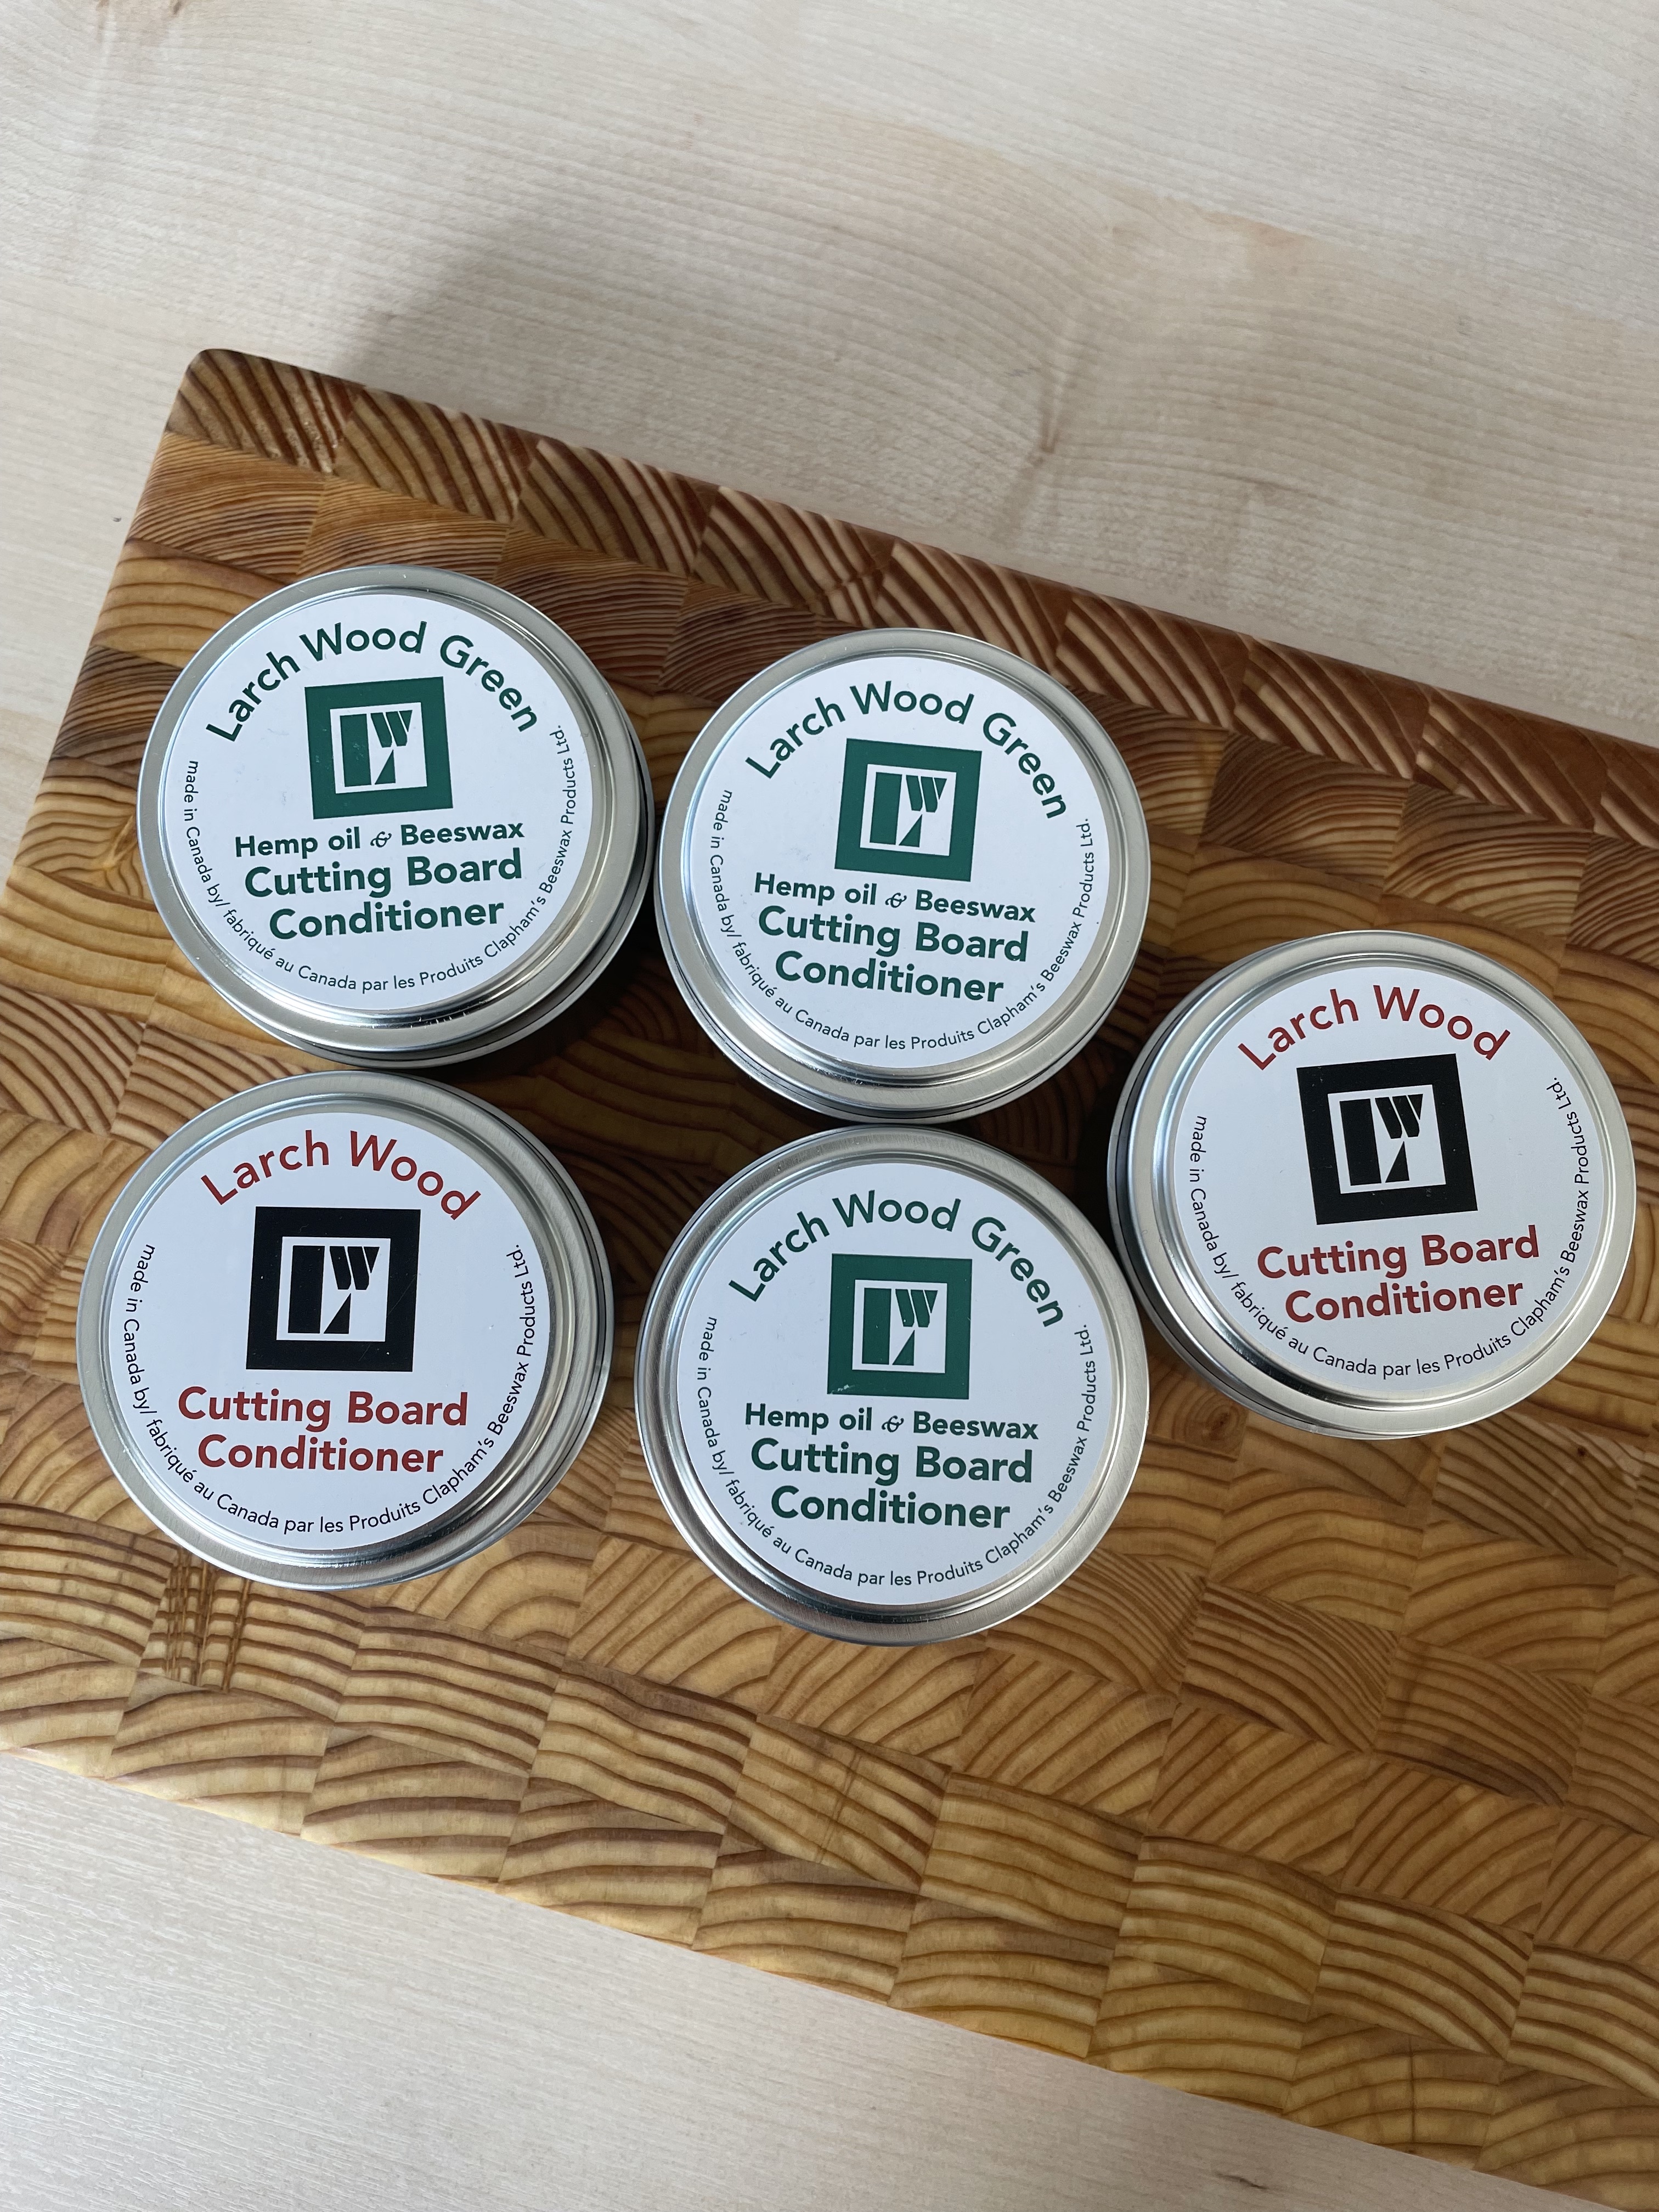 Larch Wood Green
Hemp oil & Beeswax
Cutting Board
Conditioner
made in Canada by/ fabriqué au Canada par les Produits Clapham's Beeswax Products Ltd.
Larch Wood Green
Hemp oil & Beeswax
Cutting Board
Conditioner
made in Canada by/ fabriqué au Canada par les Produits Clapham's Beeswax Products Ltd.
Larch Wood
Cutting Board
Conditioner
made in Canada by/ fabriqué au Canada par les Produits Clapham's Beeswax Products Ltd.
Larch Wood
Cutting Board
Conditioner
made in Canada by/ fabriqué au Canada par les Produits Clapham's Beeswax Products Ltd.
Larch Wood Green
Hemp oil & Beeswax
Cutting Board
Conditioner
made in Canada by/ fabriqué au Canada par les Produits Clapham's Beeswax Products Ltd.